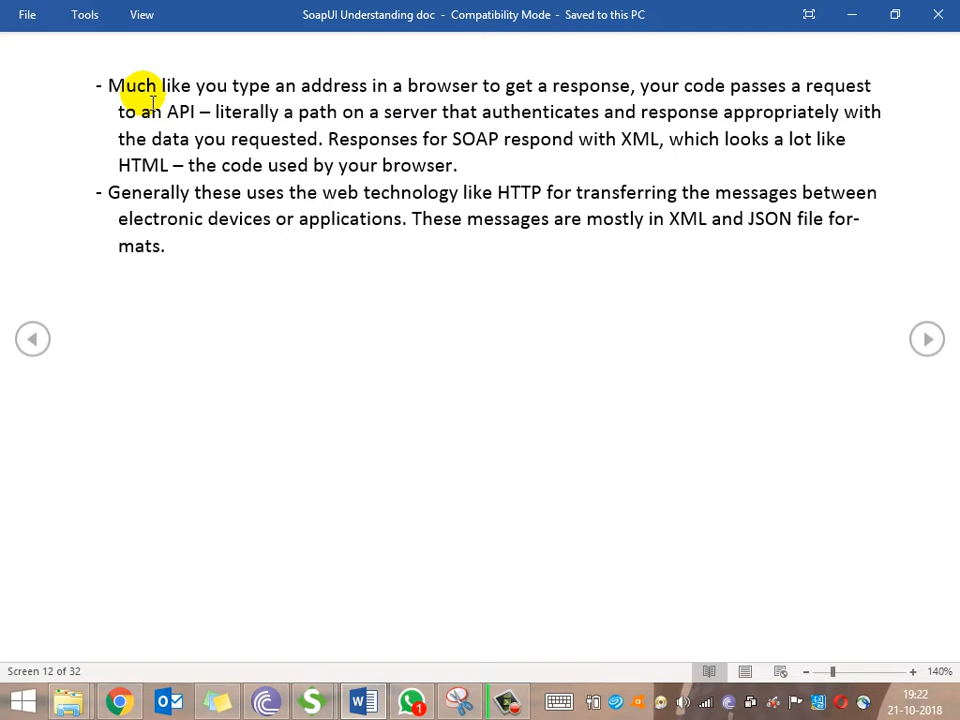 File Tools View SoapUI Understanding doc - Compatibility Mode - Saved to this PC
- Much like you type an address in a browser to get a response, your code passes a request
to an API – literally a path on a server that authenticates and response appropriately with
the data you requested. Responses for SOAP respond with XML, which looks a lot like
HTML – the code used by your browser.
- Generally these uses the web technology like HTTP for transferring the messages between
electronic devices or applications. These messages are mostly in XML and JSON file for-
mats.
Screen 12 of 32 140%
19:22
21-10-2018